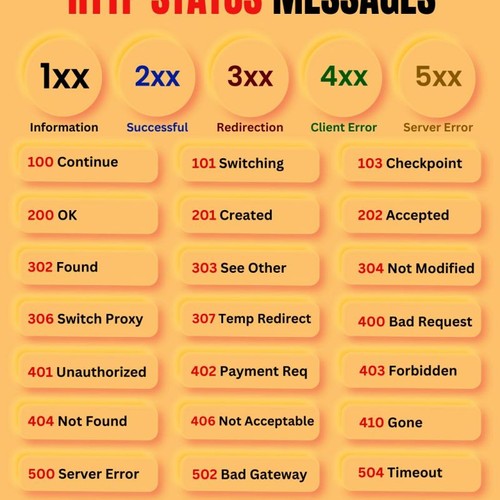 HTTP STATUS MESSAGES
1xx 2xx 3xx 4xx 5xx
Information Successful Redirection Client Error Server Error
100 Continue 101 Switching 103 Checkpoint
200 OK 201 Created 202 Accepted
302 Found 303 See Other 304 Not Modified
306 Switch Proxy 307 Temp Redirect 400 Bad Request
401 Unauthorized 402 Payment Req 403 Forbidden
404 Not Found 406 Not Acceptable 410 Gone
500 Server Error 502 Bad Gateway 504 Timeout